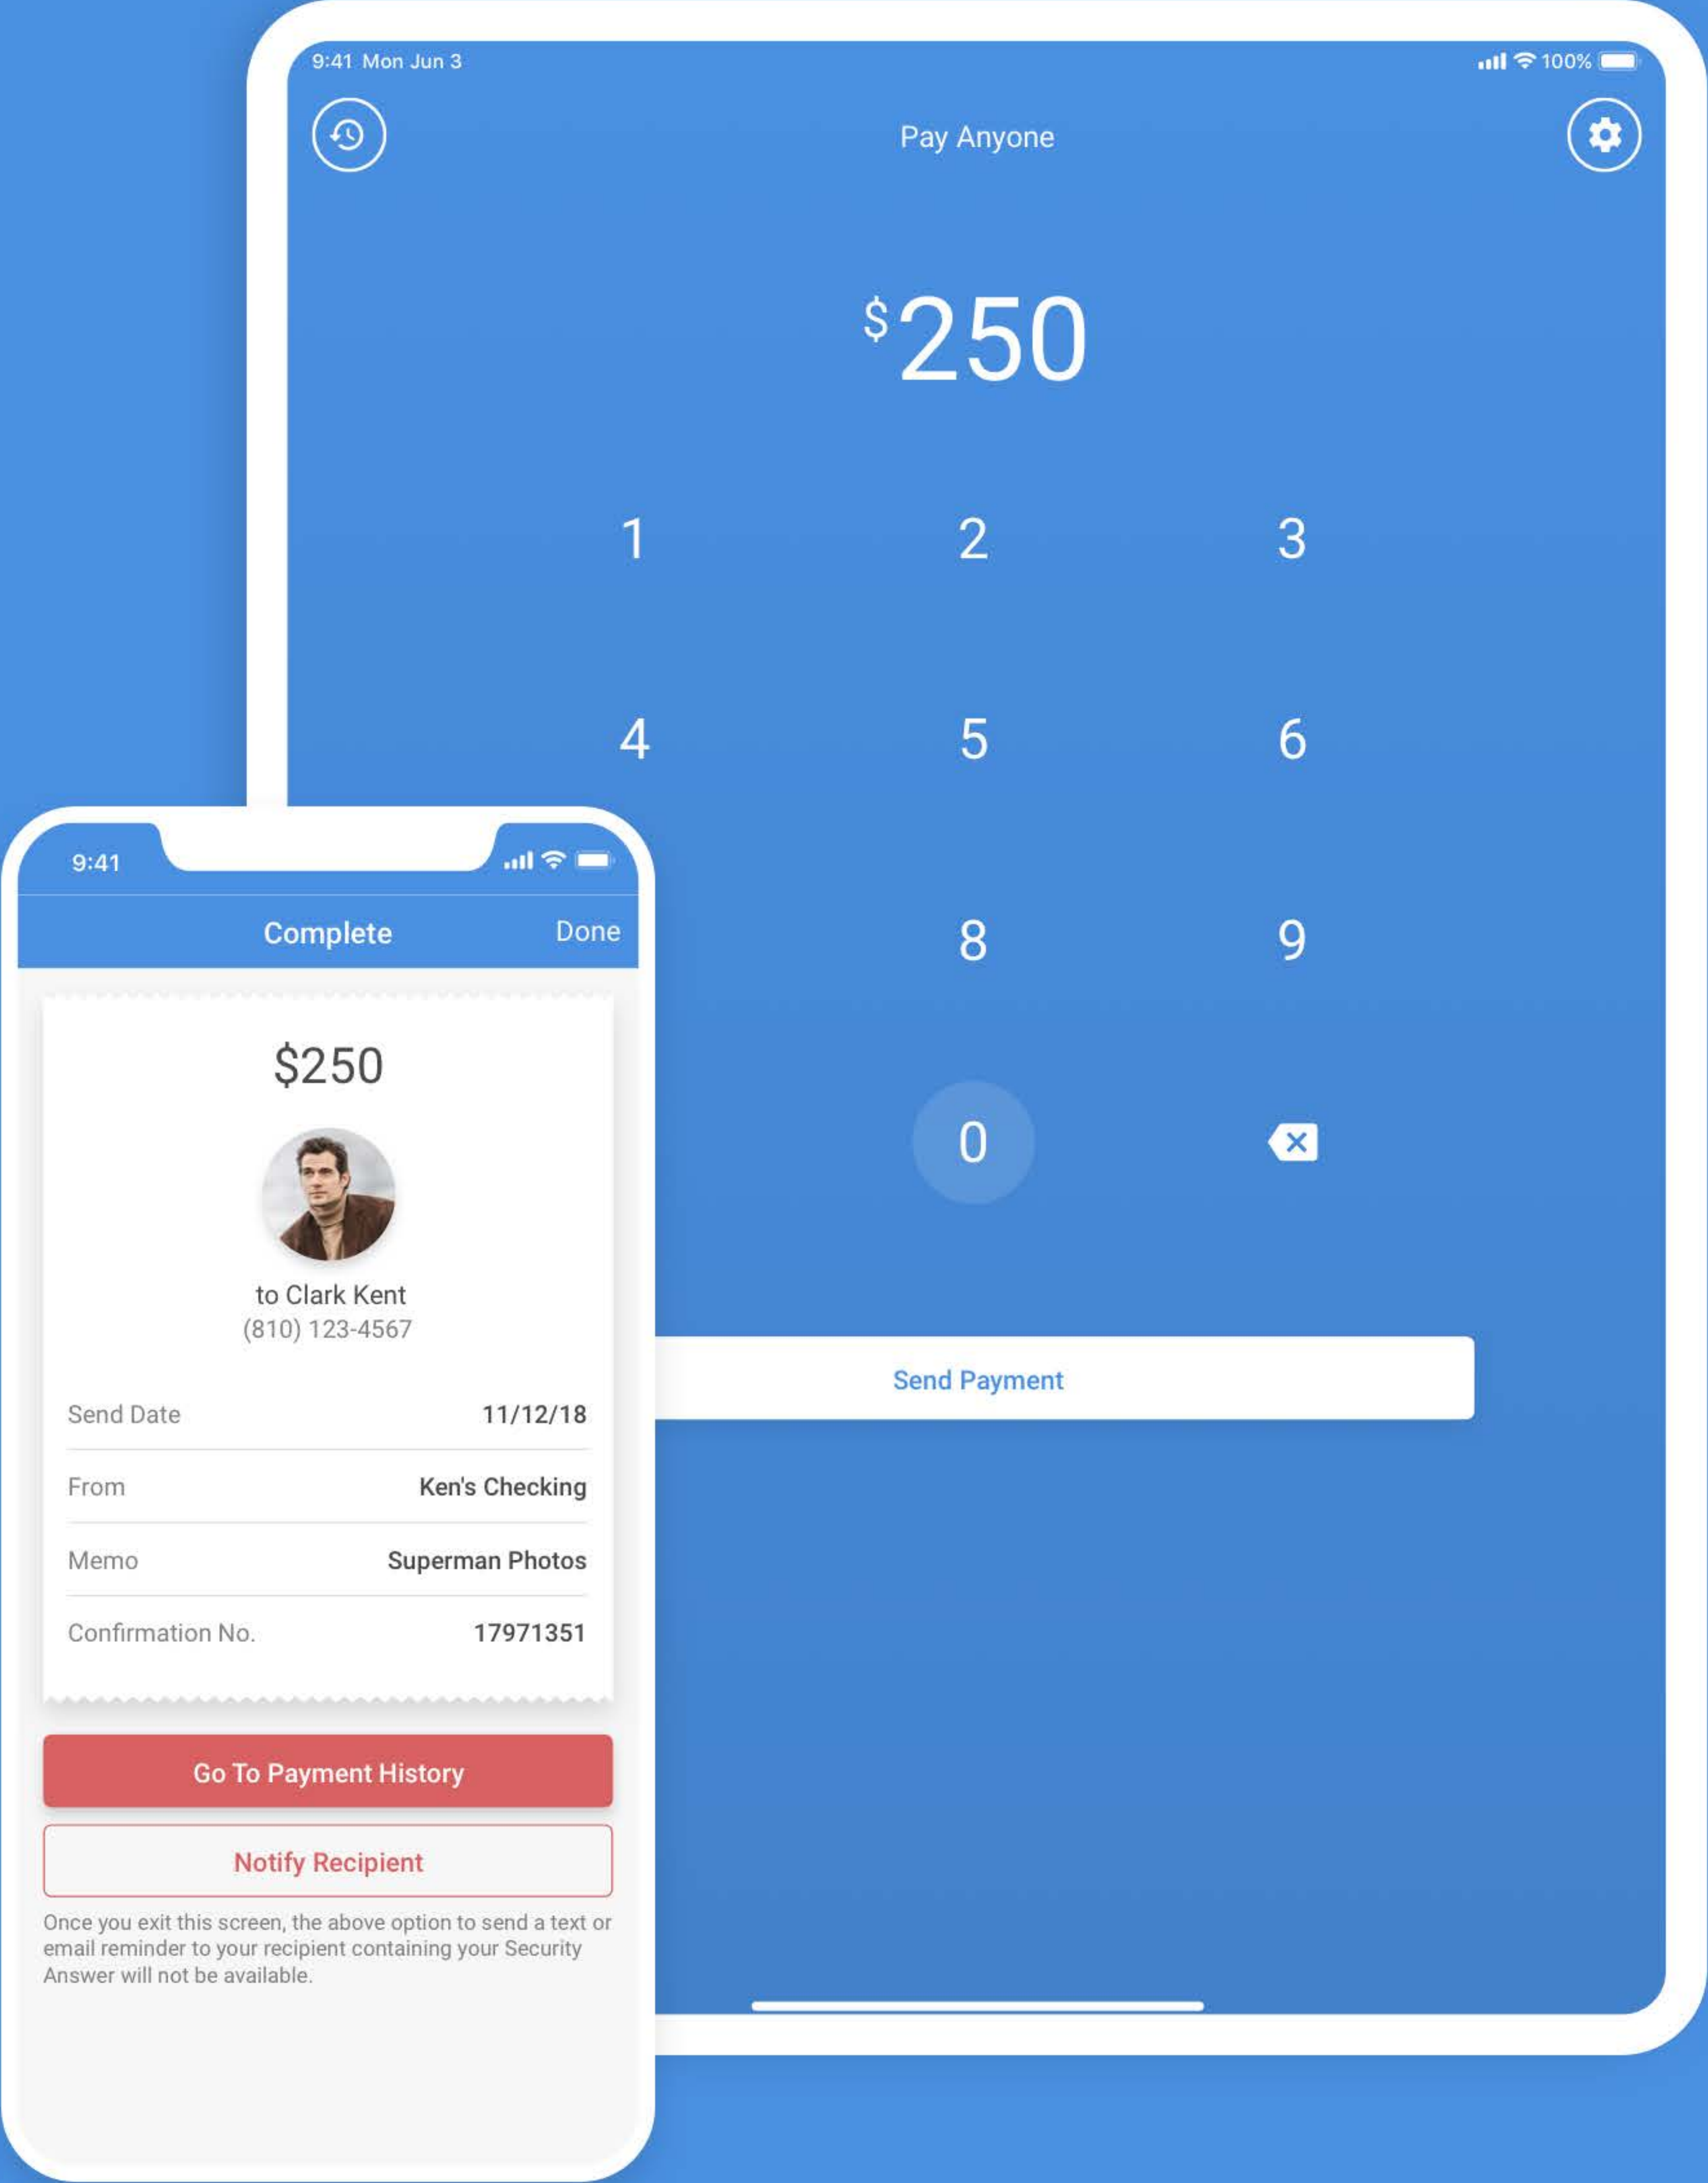 9:41 Mon Jun 3
100%
Pay Anyone
$250
1 2 3
4 5 6
8 9
0
Send Payment
9:41
Complete Done
$250
to Clark Kent
(810) 123-4567
Send Date 11/12/18
From Ken's Checking
Memo Superman Photos
Confirmation No. 17971351
Go To Payment History
Notify Recipient
Once you exit this screen, the above option to send a text or
email reminder to your recipient containing your Security
Answer will not be available.